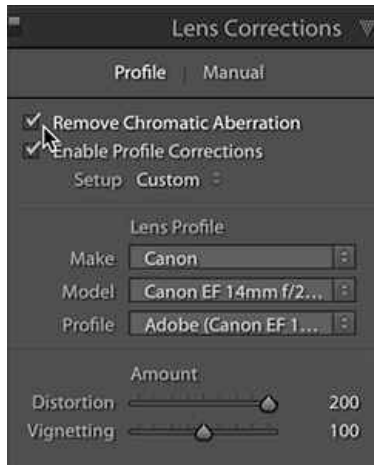 Lens Corrections
Profile | Manual
Remove Chromatic Aberration
Enable Profile Corrections
Setup Custom
Lens Profile
Make Canon
Model Canon EF 14mm f/2...
Profile Adobe (Canon EF 1...
Amount
Distortion 200
Vignetting 100